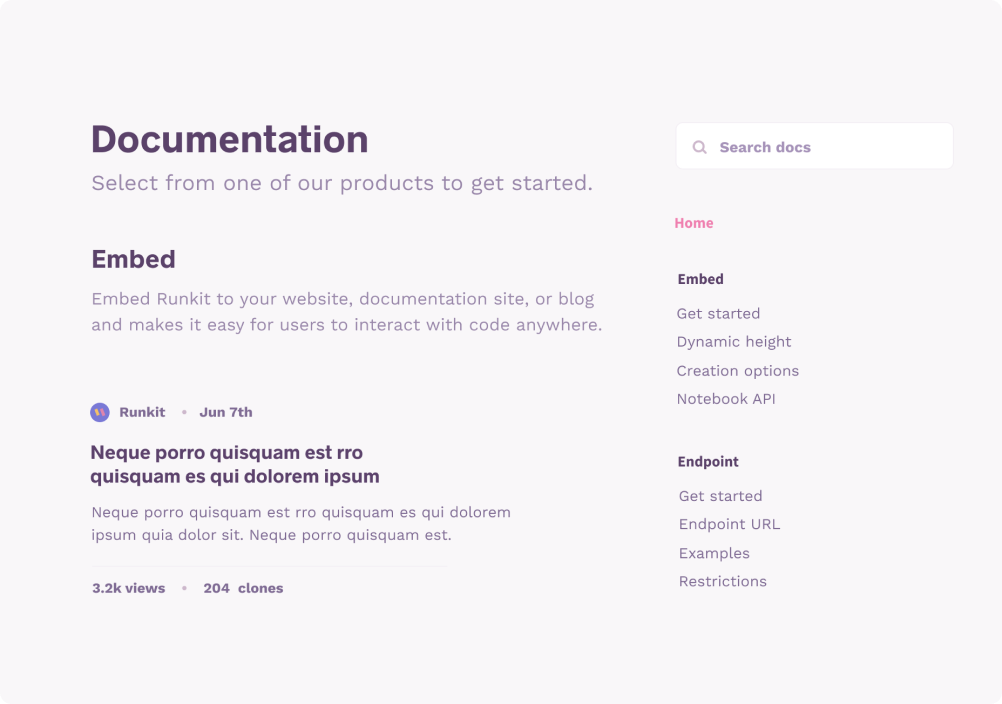 Documentation
Select from one of our products to get started.
Embed
Embed Runkit to your website, documentation site, or blog
and makes it easy for users to interact with code anywhere.
Runkit • Jun 7th
Neque porro quisquam est rro
quisquam es qui dolorem ipsum
Neque porro quisquam est rro quisquam es qui dolorem
ipsum quia dolor sit. Neque porro quisquam est.
3.2k views • 204 clones
Search docs
Home
Embed
Get started
Dynamic height
Creation options
Notebook API
Endpoint
Get started
Endpoint URL
Examples
Restrictions